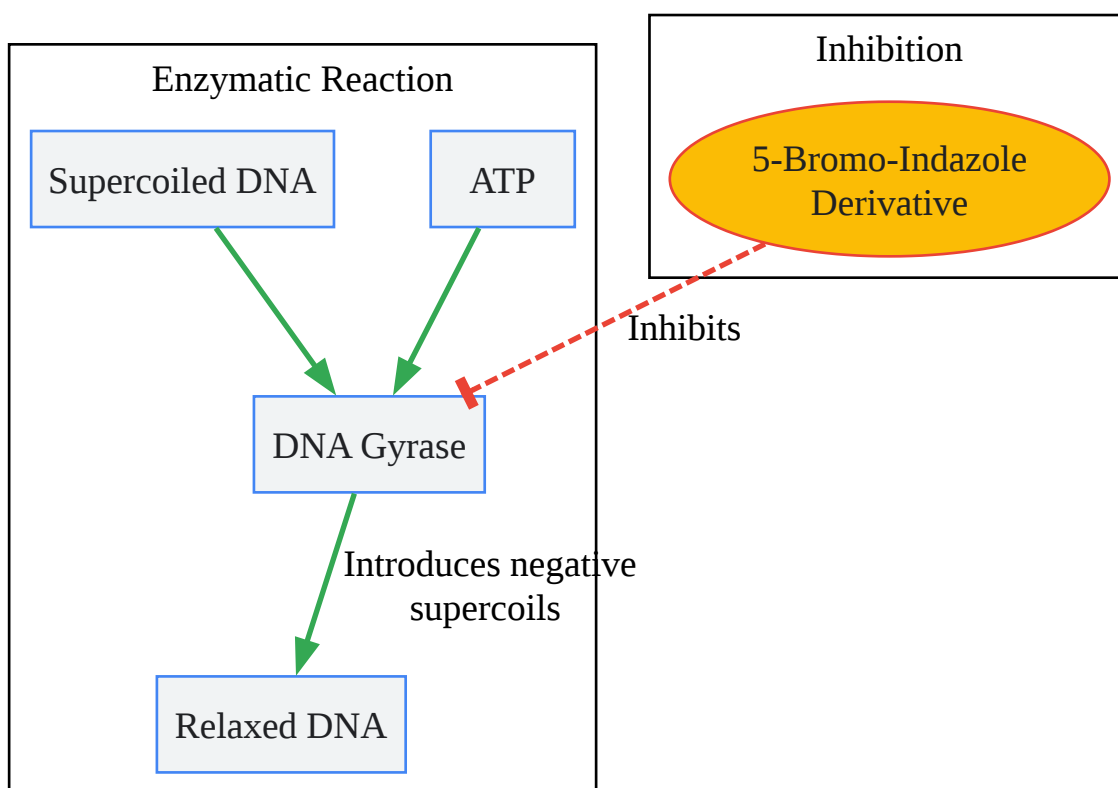 Enzymatic Reaction
Inhibition
Supercoiled DNA
ATP
5-Bromo-Indazole
Derivative
Inhibits
DNA Gyrase
Introduces negative
supercoils
Relaxed DNA